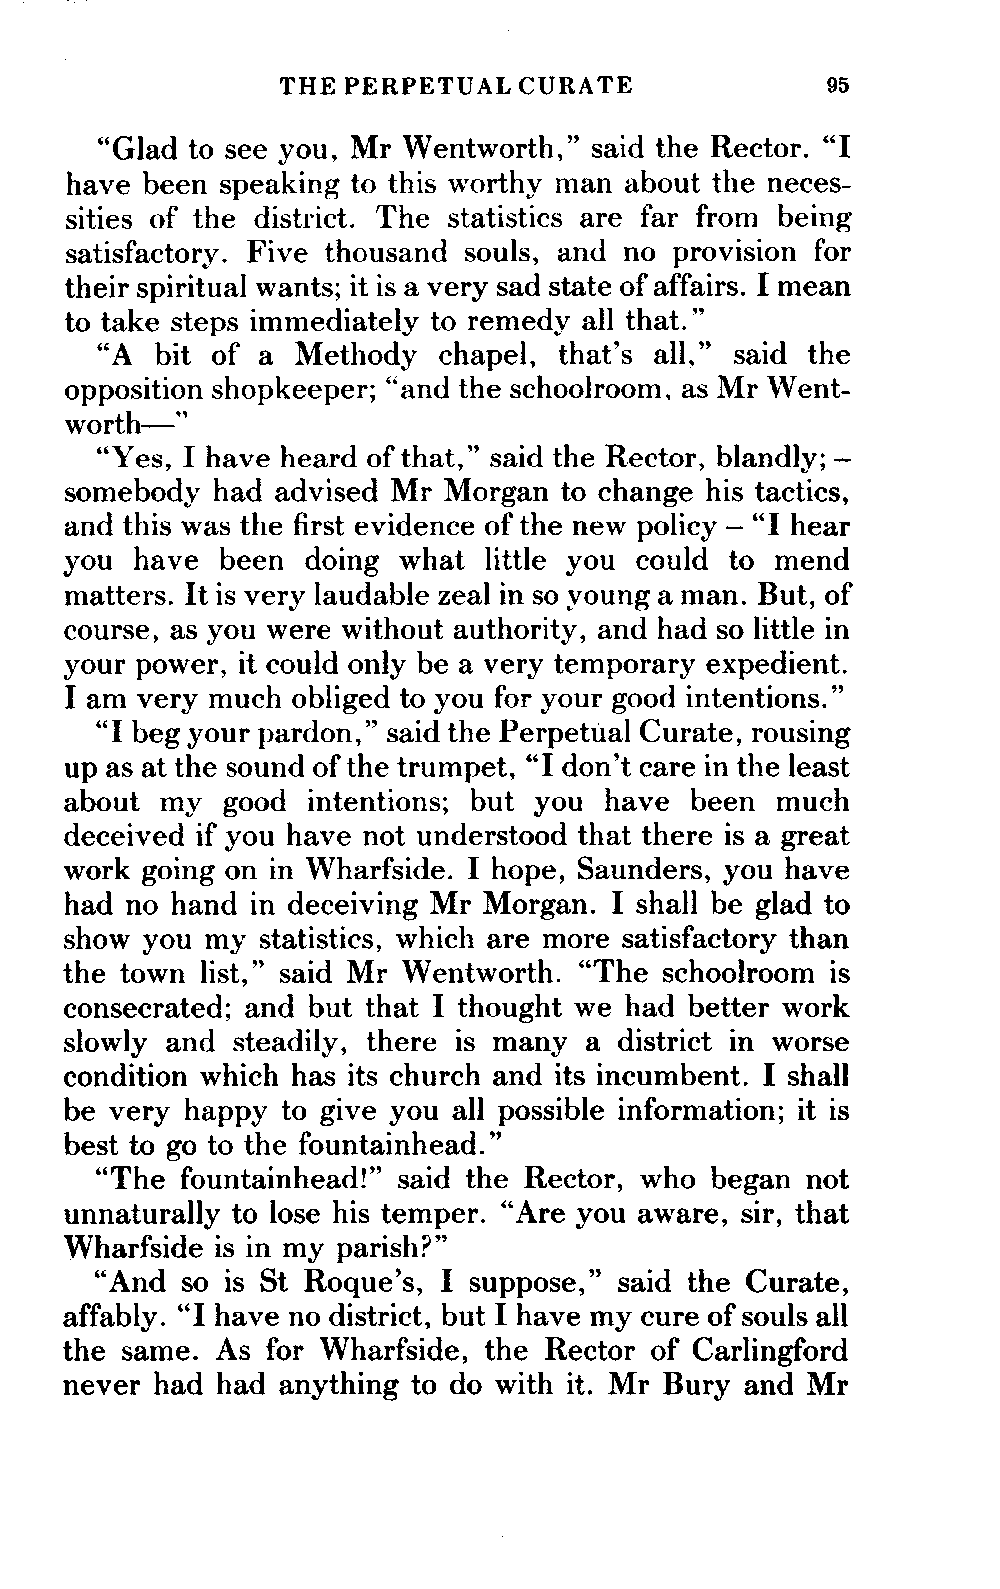 THE PERPETUAL CURATE 95
“Glad to see you, Mr Wentworth,” said the Rector. “I
have been speaking to this worthy man about the neces-
sities of the district. The statistics are far from being
satisfactory. Five thousand souls, and no provision for
their spiritual wants; it is a very sad state of affairs. I mean
to take steps immediately to remedy all that.”
“A bit of a Methody chapel, that’s all,” said the
opposition shopkeeper; “and the schoolroom, as Mr Went-
worth—”
“Yes, I have heard of that,” said the Rector, blandly; –
somebody had advised Mr Morgan to change his tactics,
and this was the first evidence of the new policy – “I hear
you have been doing what little you could to mend
matters. It is very laudable zeal in so young a man. But, of
course, as you were without authority, and had so little in
your power, it could only be a very temporary expedient.
I am very much obliged to you for your good intentions.”
“I beg your pardon,” said the Perpetual Curate, rousing
up as at the sound of the trumpet, “I don’t care in the least
about my good intentions; but you have been much
deceived if you have not understood that there is a great
work going on in Wharfside. I hope, Saunders, you have
had no hand in deceiving Mr Morgan. I shall be glad to
show you my statistics, which are more satisfactory than
the town list,” said Mr Wentworth. “The schoolroom is
consecrated; and but that I thought we had better work
slowly and steadily, there is many a district in worse
condition which has its church and its incumbent. I shall
be very happy to give you all possible information; it is
best to go to the fountainhead.”
“The fountainhead!” said the Rector, who began not
unnaturally to lose his temper. “Are you aware, sir, that
Wharfside is in my parish?”
“And so is St Roque’s, I suppose,” said the Curate,
affably. “I have no district, but I have my cure of souls all
the same. As for Wharfside, the Rector of Carlingford
never had had anything to do with it. Mr Bury and Mr